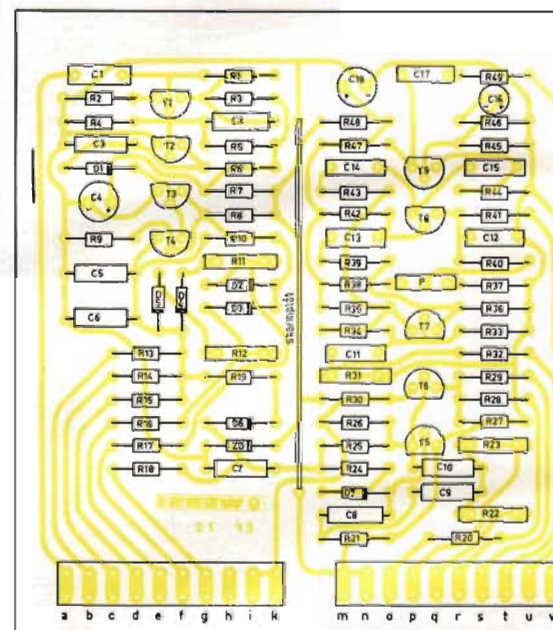 C1 R1 C18 C17 R49
R2 T1 R3 C16
R4 R48 R46
C3 T2 R5 R47 R45
D1 R6 C14 T9 C15
C4 T3 R7 R43 R44
R8 R42 T8 R41
R9 T4 R10 C13 C12
R11 R39 R40
C5 D2 R38 P R37
D3 R35 R36
C6 skärmplåt R34 T7 R33
R13 R12 C11 R32
R14 R19 R31 R29
R15 R30 T6 R28
R16 D6 R26 R27
R17 R25 T5 R23
R18 C7 R24 C10
D7 C9
C8 R22
R21 R20
a b c d e f g h i k m n o p q r s t u v